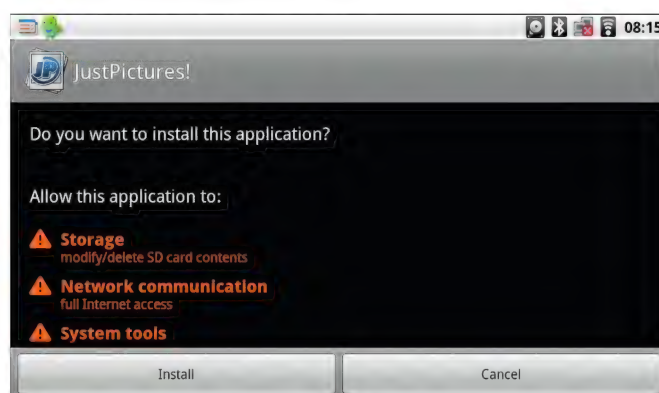 08:15
JP JustPictures!
Do you want to install this application?
Allow this application to:
Storage
modify/delete SD card contents
Network communication
full Internet access
System tools
Install Cancel